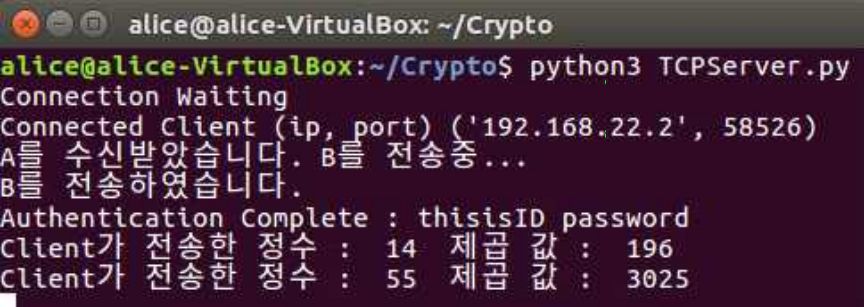 alice@alice-VirtualBox: ~/Crypto
alice@alice-VirtualBox:~/Crypto$ python3 TCPServer.py
Connection Waiting
Connected Client (ip, port) ('192.168.22.2', 58526)
A를 수신받았습니다. B를 전송중...
B를 전송하였습니다.
Authentication Complete : thisisID password
Client가 전송한 정수 :  14  제곱 값 :  196
Client가 전송한 정수 :  55  제곱 값 :  3025